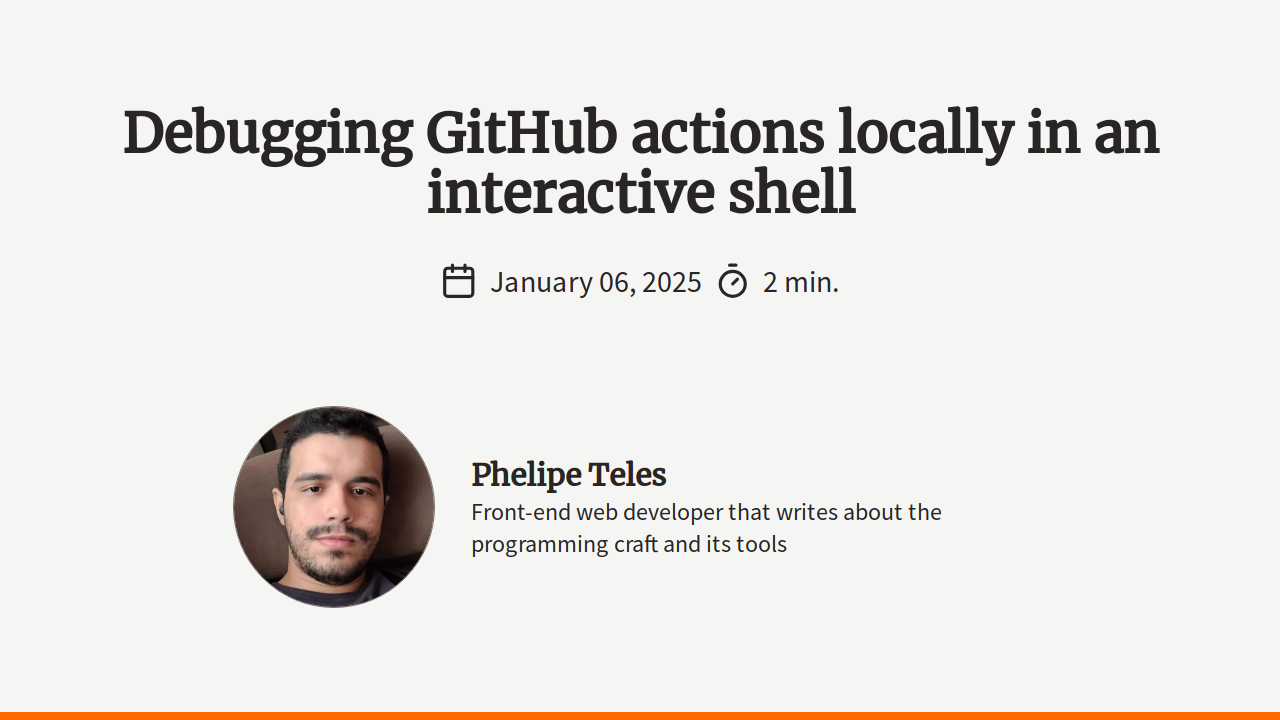 Debugging GitHub actions locally in an
interactive shell
January 06, 2025 2 min.
Phelipe Teles
Front-end web developer that writes about the
programming craft and its tools